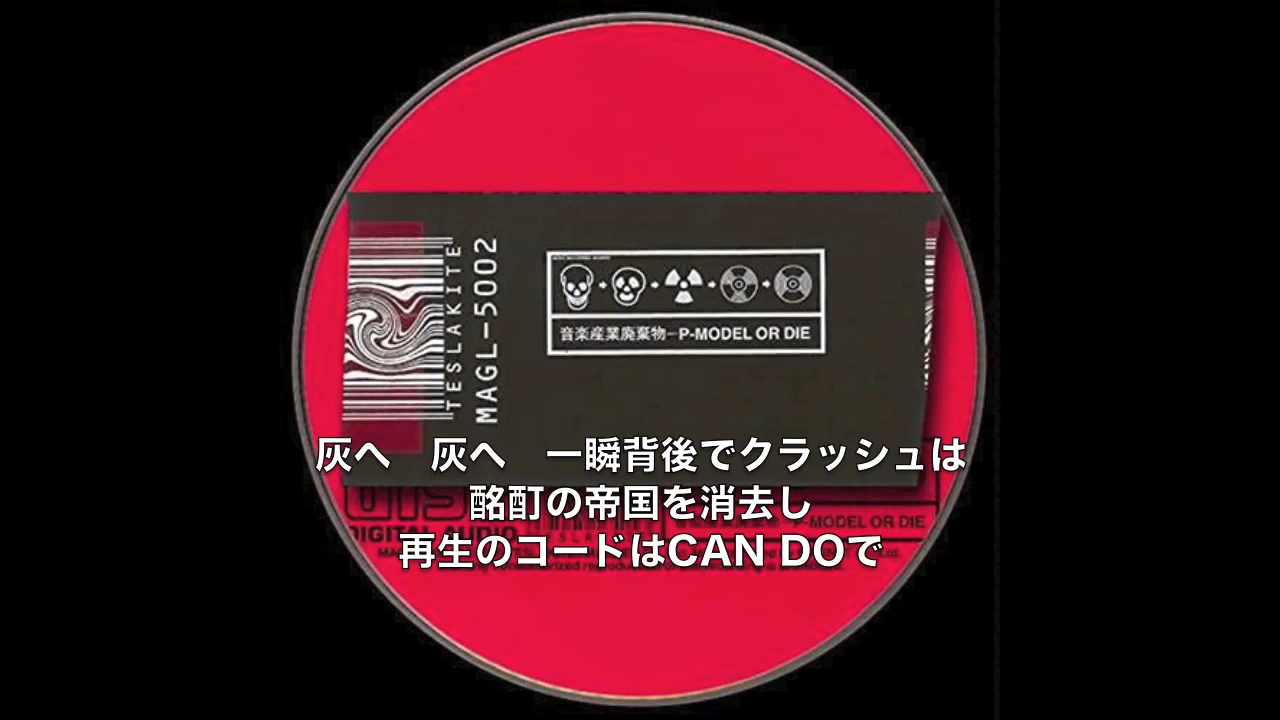 TESLAKITE
MAGL-5002
音楽産業廃棄物-P-MODEL OR DIE
灰へ　灰へ　一瞬背後でクラッシュは
酩酊の帝国を消去し
再生のコードはCAN DOで
P-MODEL OR DIE
DIGITAL AUDIO